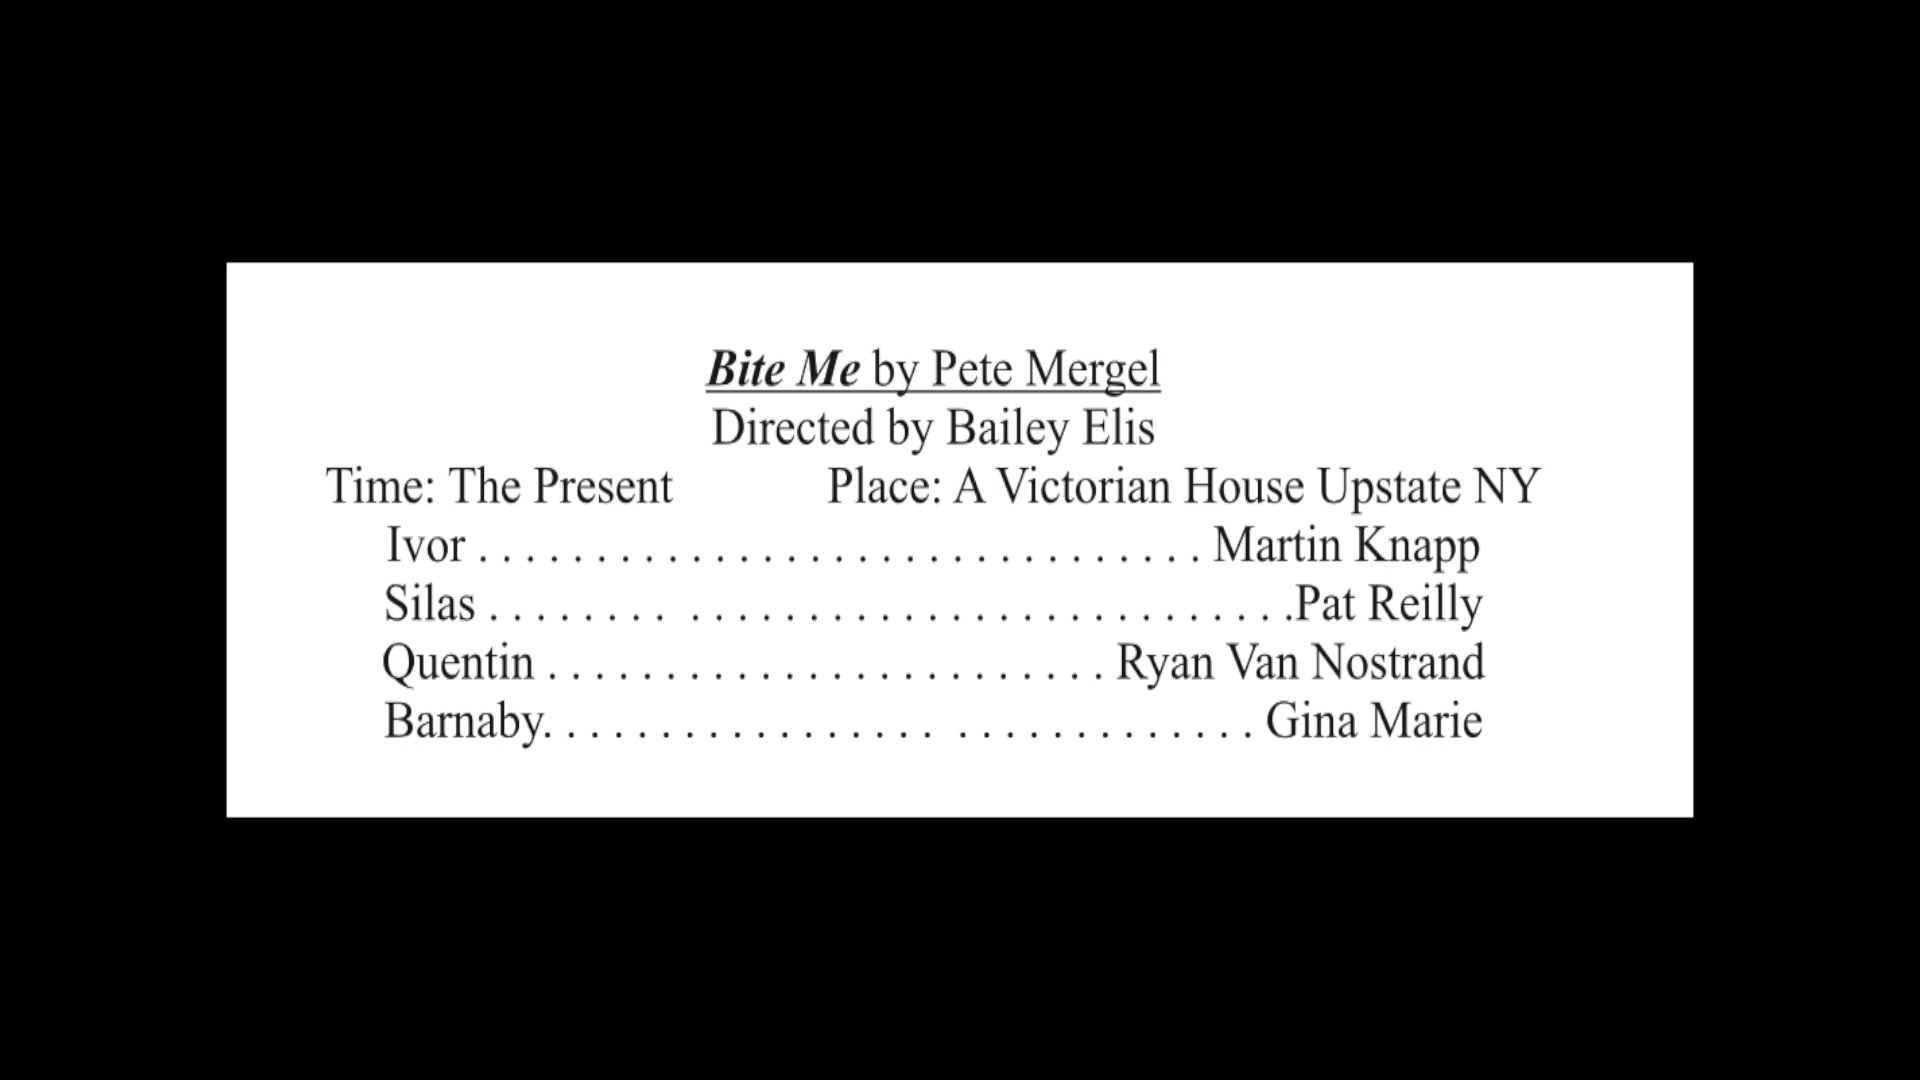 Bite Me by Pete Mergel
Directed by Bailey Elis
Time: The Present Place: A Victorian House Upstate NY
Ivor . . . . . . . . . . . . . . . . . . . . . . . . . . . . . . . Martin Knapp
Silas . . . . . . . . . . . . . . . . . . . . . . . . . . . . . . . . . .Pat Reilly
Quentin . . . . . . . . . . . . . . . . . . . . . . . . Ryan Van Nostrand
Barnaby. . . . . . . . . . . . . . . . . . . . . . . . . . . . . . Gina Marie